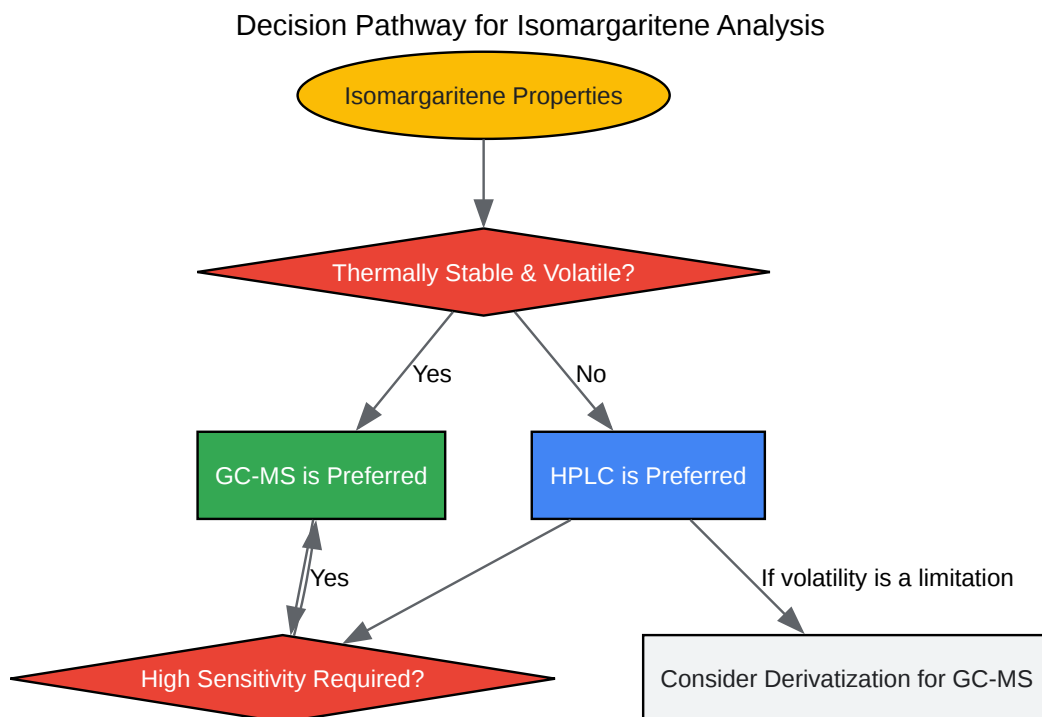 Decision Pathway for Isomargaritene Analysis
Isomargaritene Properties
Thermally Stable & Volatile?
Yes
No
GC-MS is Preferred
HPLC is Preferred
Yes
If volatility is a limitation
High Sensitivity Required?
Consider Derivatization for GC-MS